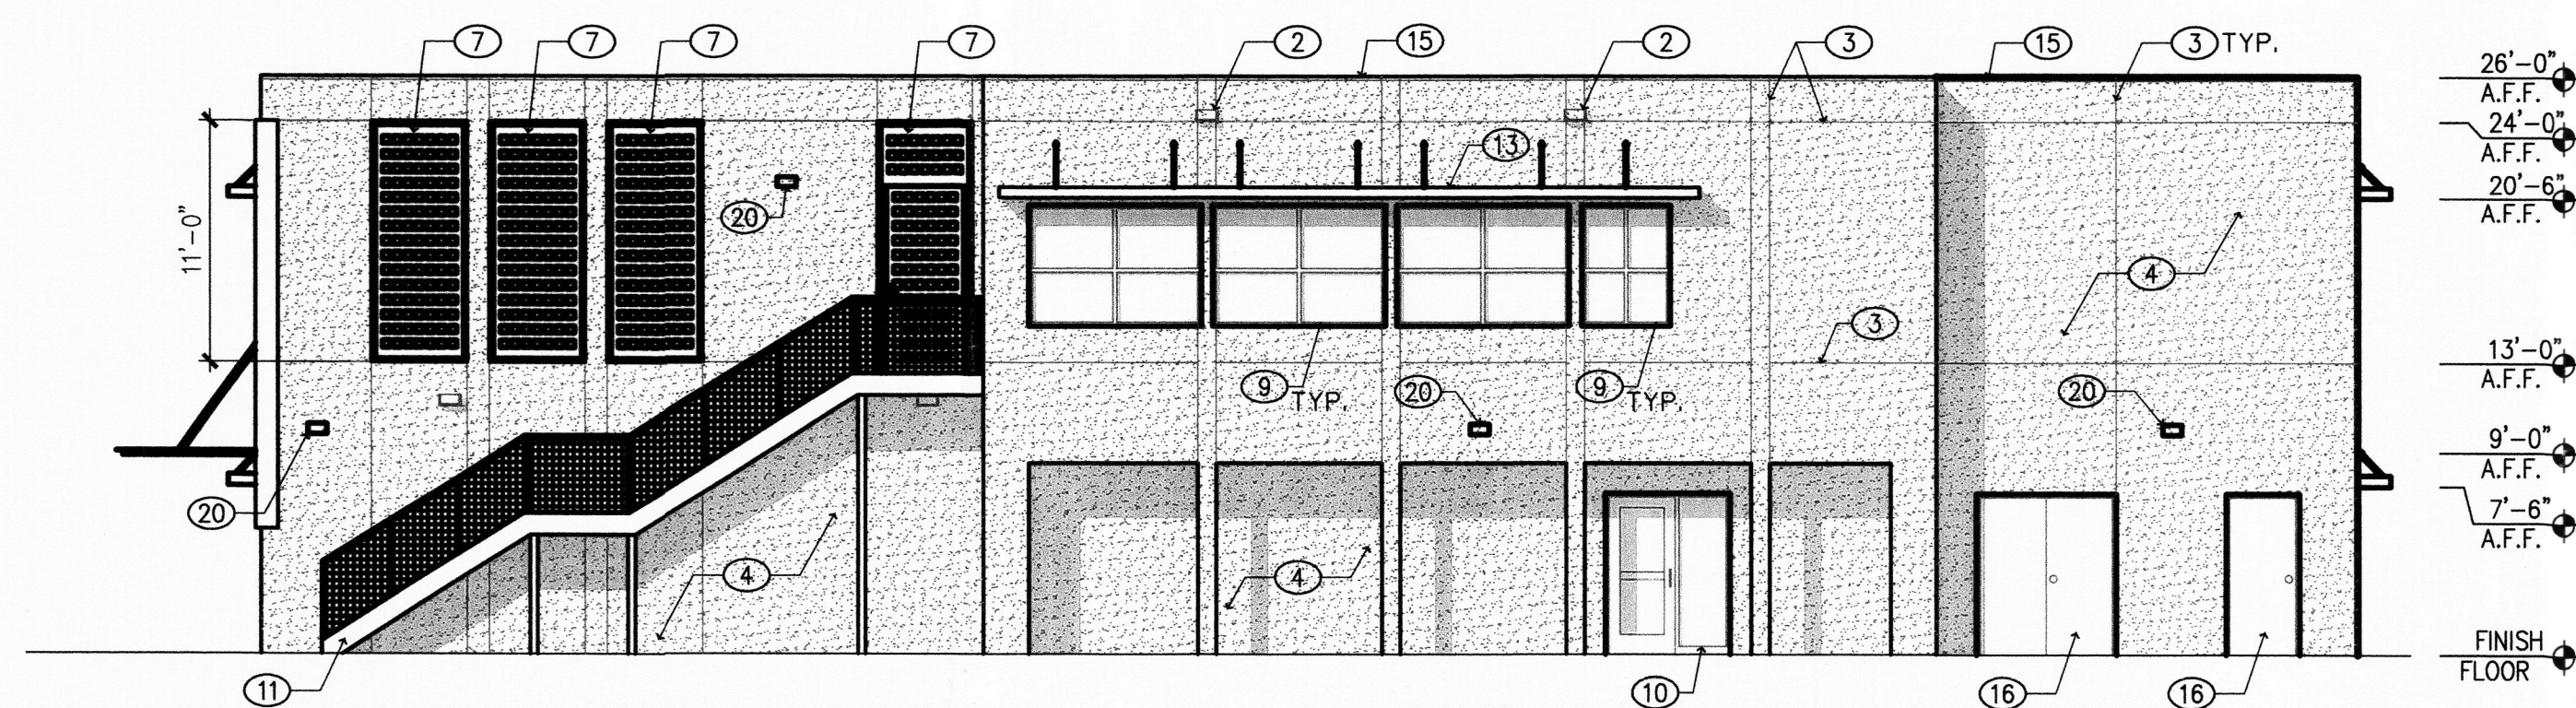 7 7 7 7 2 15 2 3 15 3 TYP.
26'-0"
A.F.F.
24'-0"
A.F.F.
13
20'-6"
A.F.F.
20
11'-0"
4
13'-0"
A.F.F.
3
9 TYP.
20
9 TYP.
20
9'-0"
A.F.F.
20
7'-6"
A.F.F.
4
4
FINISH
FLOOR
11
10
16
16